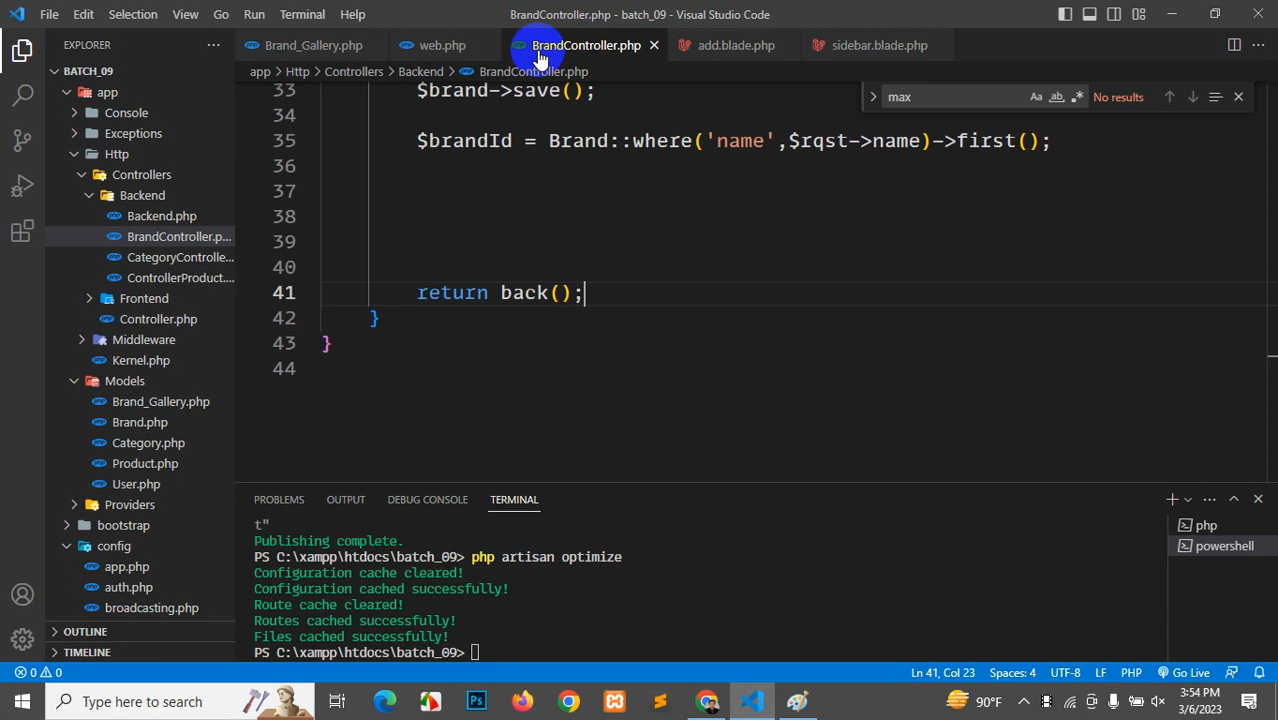 File Edit Selection View Go Run Terminal Help BrandController.php - batch_09 - Visual Studio Code
EXPLORER
BATCH_09
app
Console
Exceptions
Http
Controllers
Backend
Backend.php
BrandController.p...
CategoryControlle...
ControllerProduct....
Frontend
Controller.php
Middleware
Kernel.php
Models
Brand_Gallery.php
Brand.php
Category.php
Product.php
User.php
Providers
bootstrap
config
app.php
auth.php
broadcasting.php
OUTLINE
TIMELINE
Brand_Gallery.php web.php BrandController.php add.blade.php sidebar.blade.php
app > Http > Controllers > Backend > BrandController.php
max Aa ab No results
33 $brand->save();
34
35 $brandId = Brand::where('name',$rqst->name)->first();
36
37
38
39
40
41 return back();
42 }
43 }
44
PROBLEMS OUTPUT DEBUG CONSOLE TERMINAL
t"
Publishing complete.
PS C:\xampp\htdocs\batch_09> php artisan optimize
Configuration cache cleared!
Configuration cached successfully!
Route cache cleared!
Routes cached successfully!
Files cached successfully!
PS C:\xampp\htdocs\batch_09>
php
powershell
0 0 Ln 41, Col 23 Spaces: 4 UTF-8 LF PHP Go Live
Type here to search
Ps
90°F
3:54 PM
3/6/2023